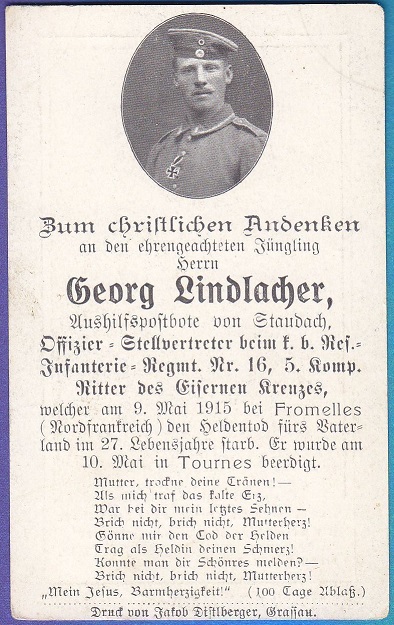 Zum christlichen Andenken
an den ehrengeachteten Jüngling
Herrn
Georg Lindlacher,
Aushilfspostbote von Staudach,
Offizier-Stellvertreter beim k. b. Res.-
Infanterie-Regmt. Nr. 16, 5. Komp.
Ritter des Eisernen Kreuzes,
welcher am 9. Mai 1915 bei Fromelles
(Nordfrankreich) den Heldentod fürs Vater-
land im 27. Lebensjahre starb. Er wurde am
10. Mai in Tournes beerdigt.
Mutter, trockne deine Tränen! —
Als mich traf das kalte Erz,
War bei dir mein letztes Sehnen —
Brich nicht, brich nicht, Mutterherz!
Gönne mir den Tod der Helden
Trag als Heldin deinen Schmerz!
Konnte man dir Schönres melden? —
Brich nicht, brich nicht, Mutterherz!
„Mein Jesus, Barmherzigkeit!" (100 Tage Ablaß.)
Druck von Jakob Distlberger, Grassau.